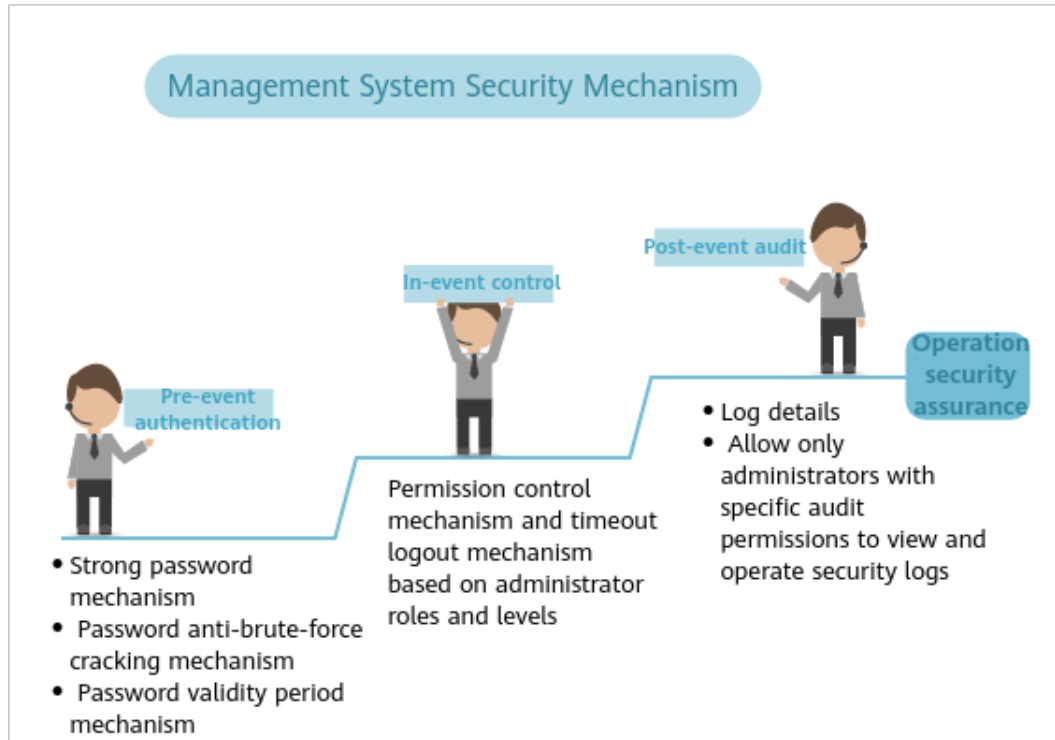 Management System Security Mechanism
Pre-event
authentication
• Strong password
mechanism
• Password anti-brute-force
cracking mechanism
• Password validity period
mechanism
In-event control
Permission control
mechanism and timeout
logout mechanism
based on administrator
roles and levels
Post-event audit
• Log details
• Allow only
administrators with
specific audit
permissions to view and
operate security logs
Operation
security
assurance